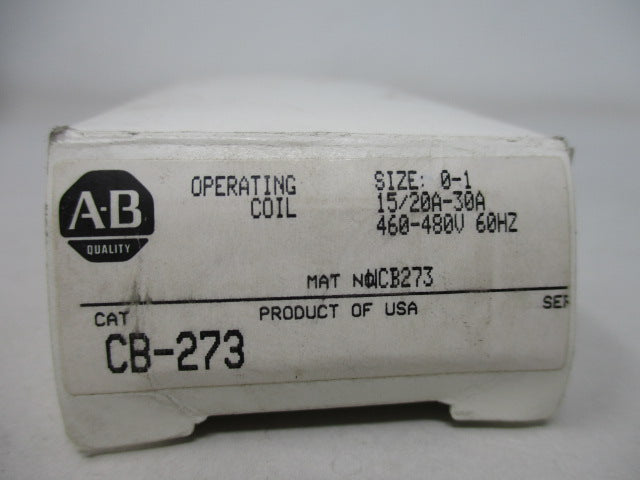 A-B
QUALITY
OPERATING COIL
SIZE: 0-1
15/20A-30A
460-480V 60HZ
MAT NO
CAT
PRODUCT OF USA
SER
CB-273